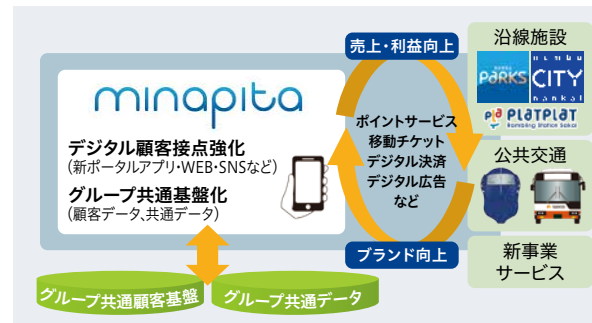 minapita
デジタル顧客接点強化
(新ポータルアプリ・WEB・SNSなど)
グループ共通基盤化
(顧客データ、共通データ)
グループ共通顧客基盤
グループ共通データ
売上・利益向上
ポイントサービス
移動チケット
デジタル決済
デジタル広告
など
ブランド向上
沿線施設
PARKS
numba
CITY
nankai
PLATPLAT
Rambling Station Sakai
公共交通
新事業
サービス